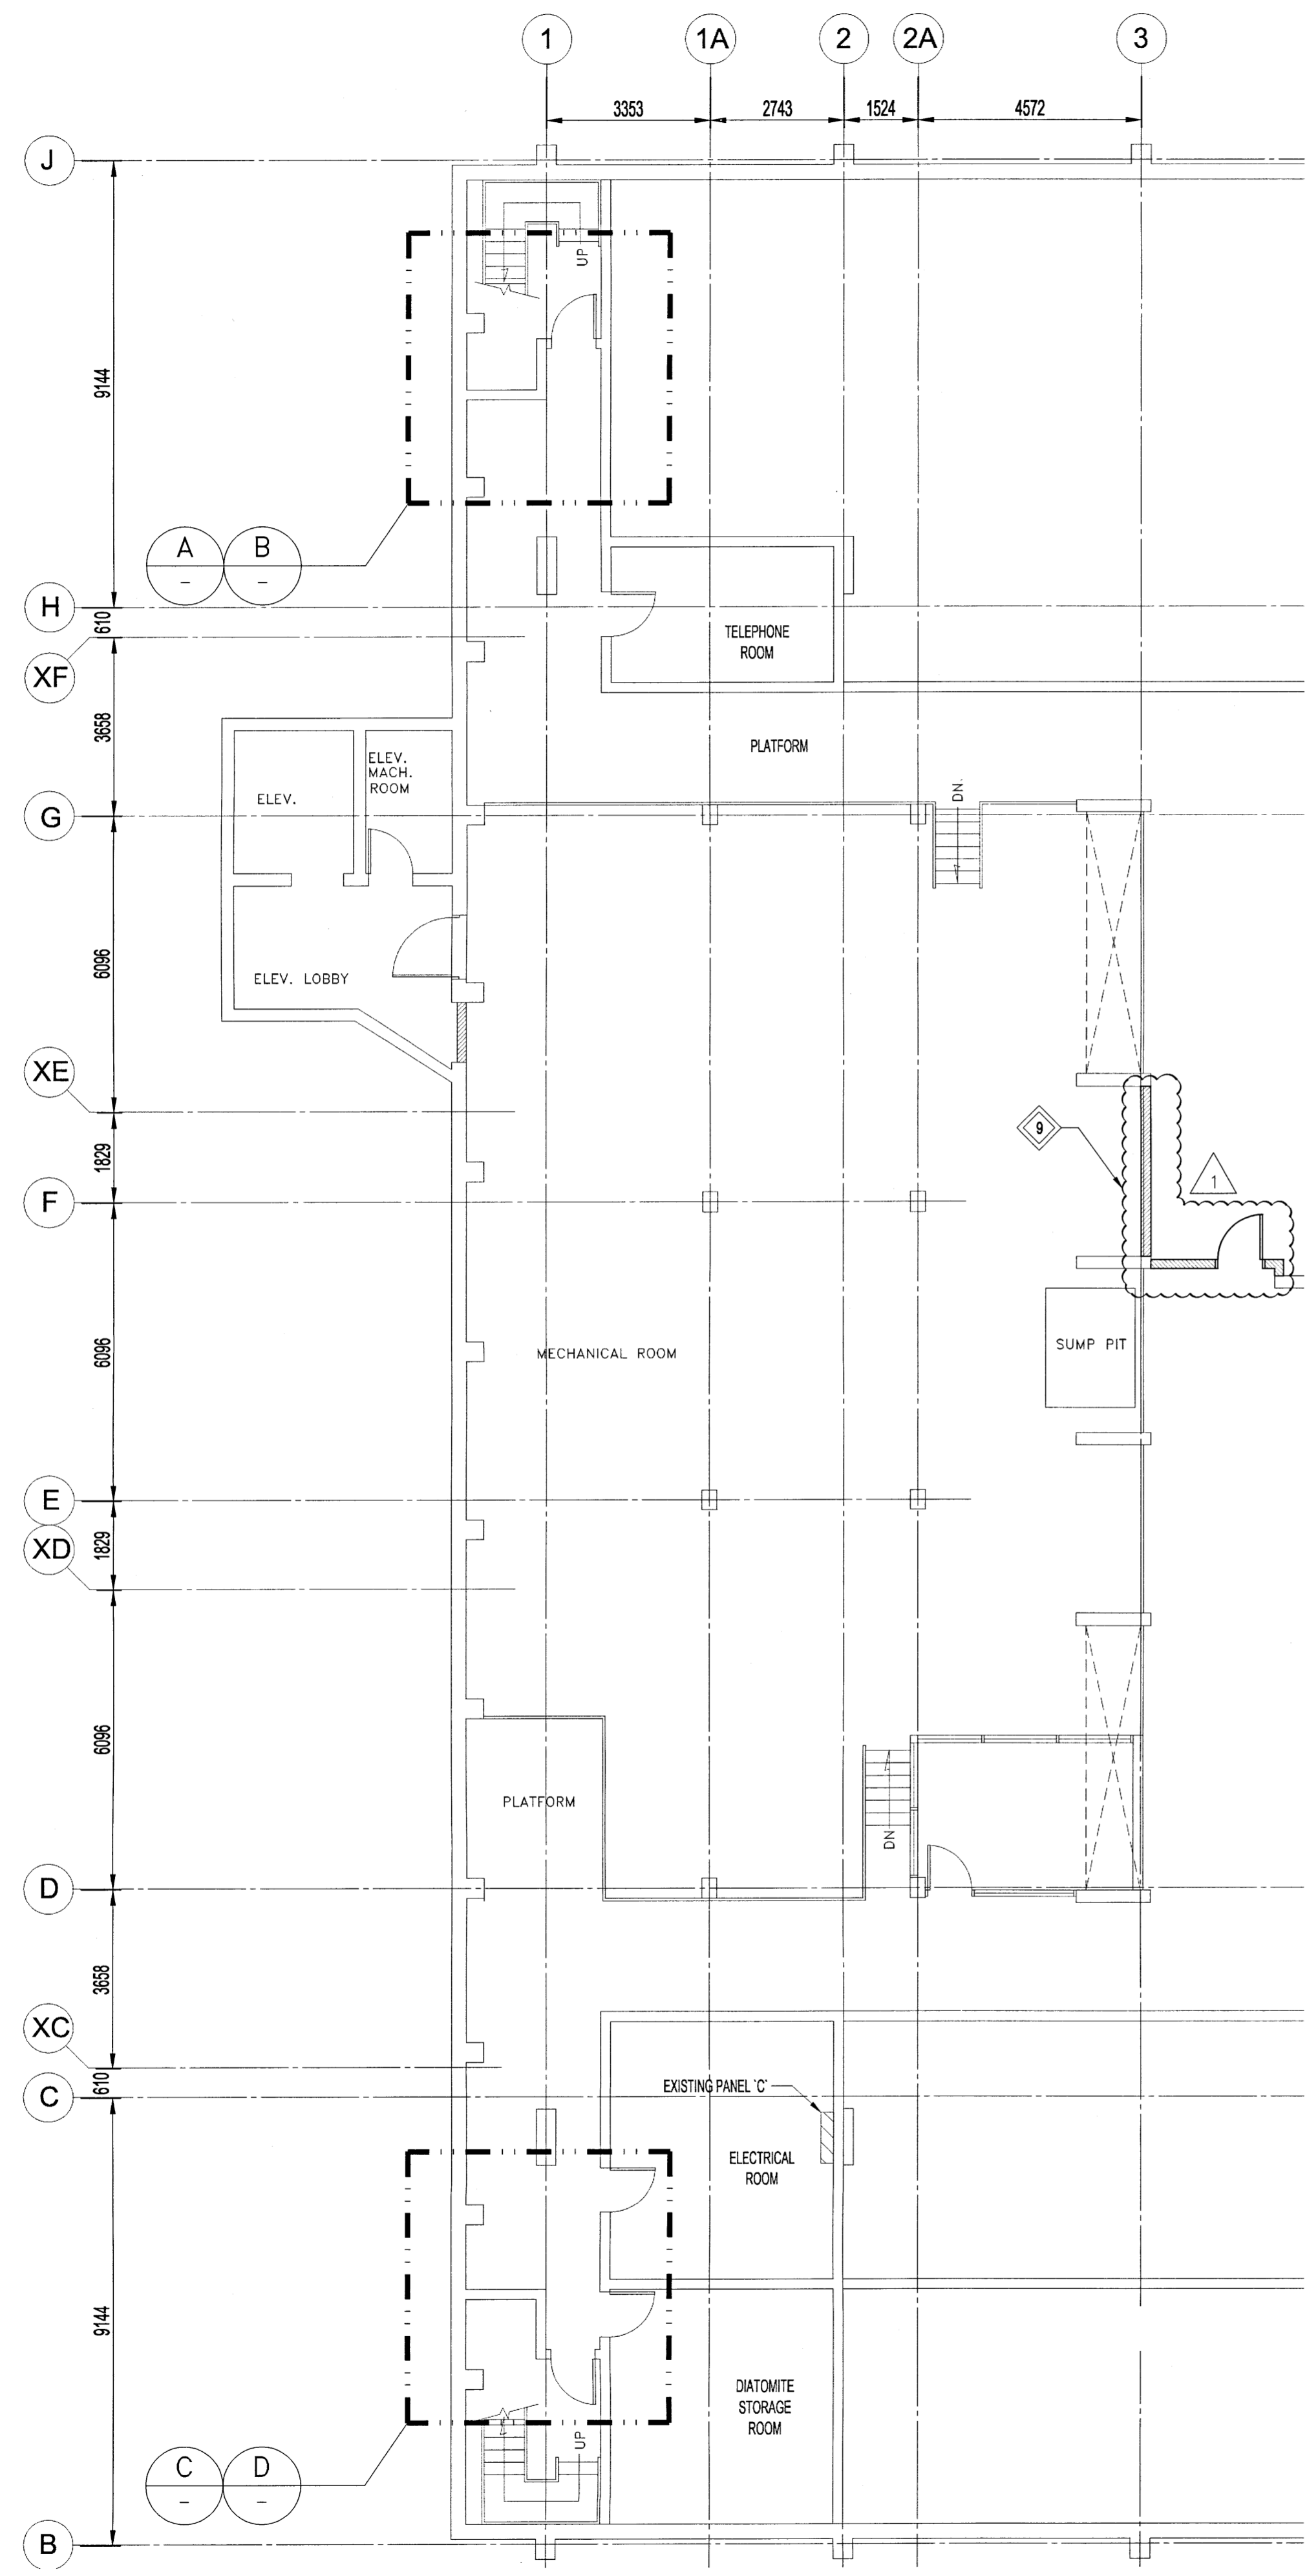 1
1A
2
2A
3
3353
2743
1524
4572
J
UP
9144
A
B
-
-
H
610
TELEPHONE
ROOM
XF
3658
PLATFORM
ELEV.
MACH.
ROOM
ELEV.
DN.
G
6096
ELEV. LOBBY
XE
9
1829
1
F
6096
MECHANICAL ROOM
SUMP PIT
E
1829
XD
6096
PLATFORM
DN
D
3658
XC
610
C
EXISTING PANEL 'C'
ELECTRICAL
ROOM
9144
DIATOMITE
STORAGE
ROOM
UP
C
D
-
-
B